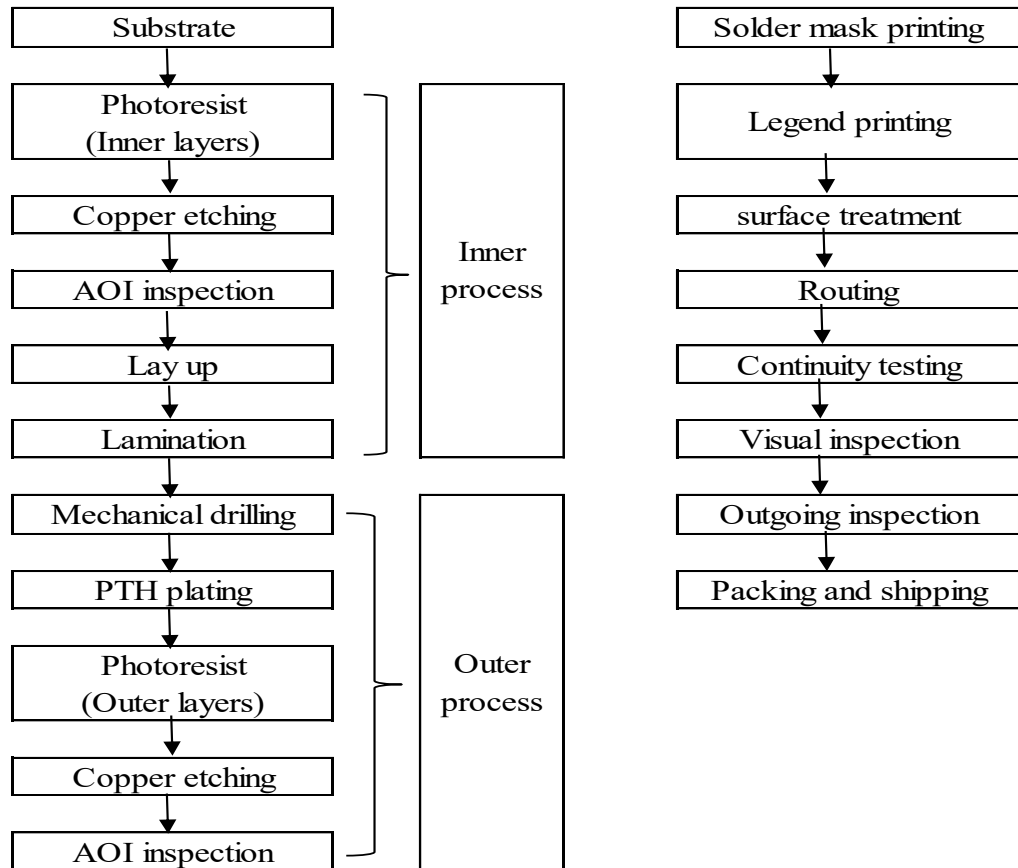 Substrate
Photoresist
(Inner layers)
Copper etching
AOI inspection
Lay up
Lamination
Mechanical drilling
PTH plating
Photoresist
(Outer layers)
Copper etching
AOI inspection
Inner
process
Outer
process
Solder mask printing
Legend printing
surface treatment
Routing
Continuity testing
Visual inspection
Outgoing inspection
Packing and shipping